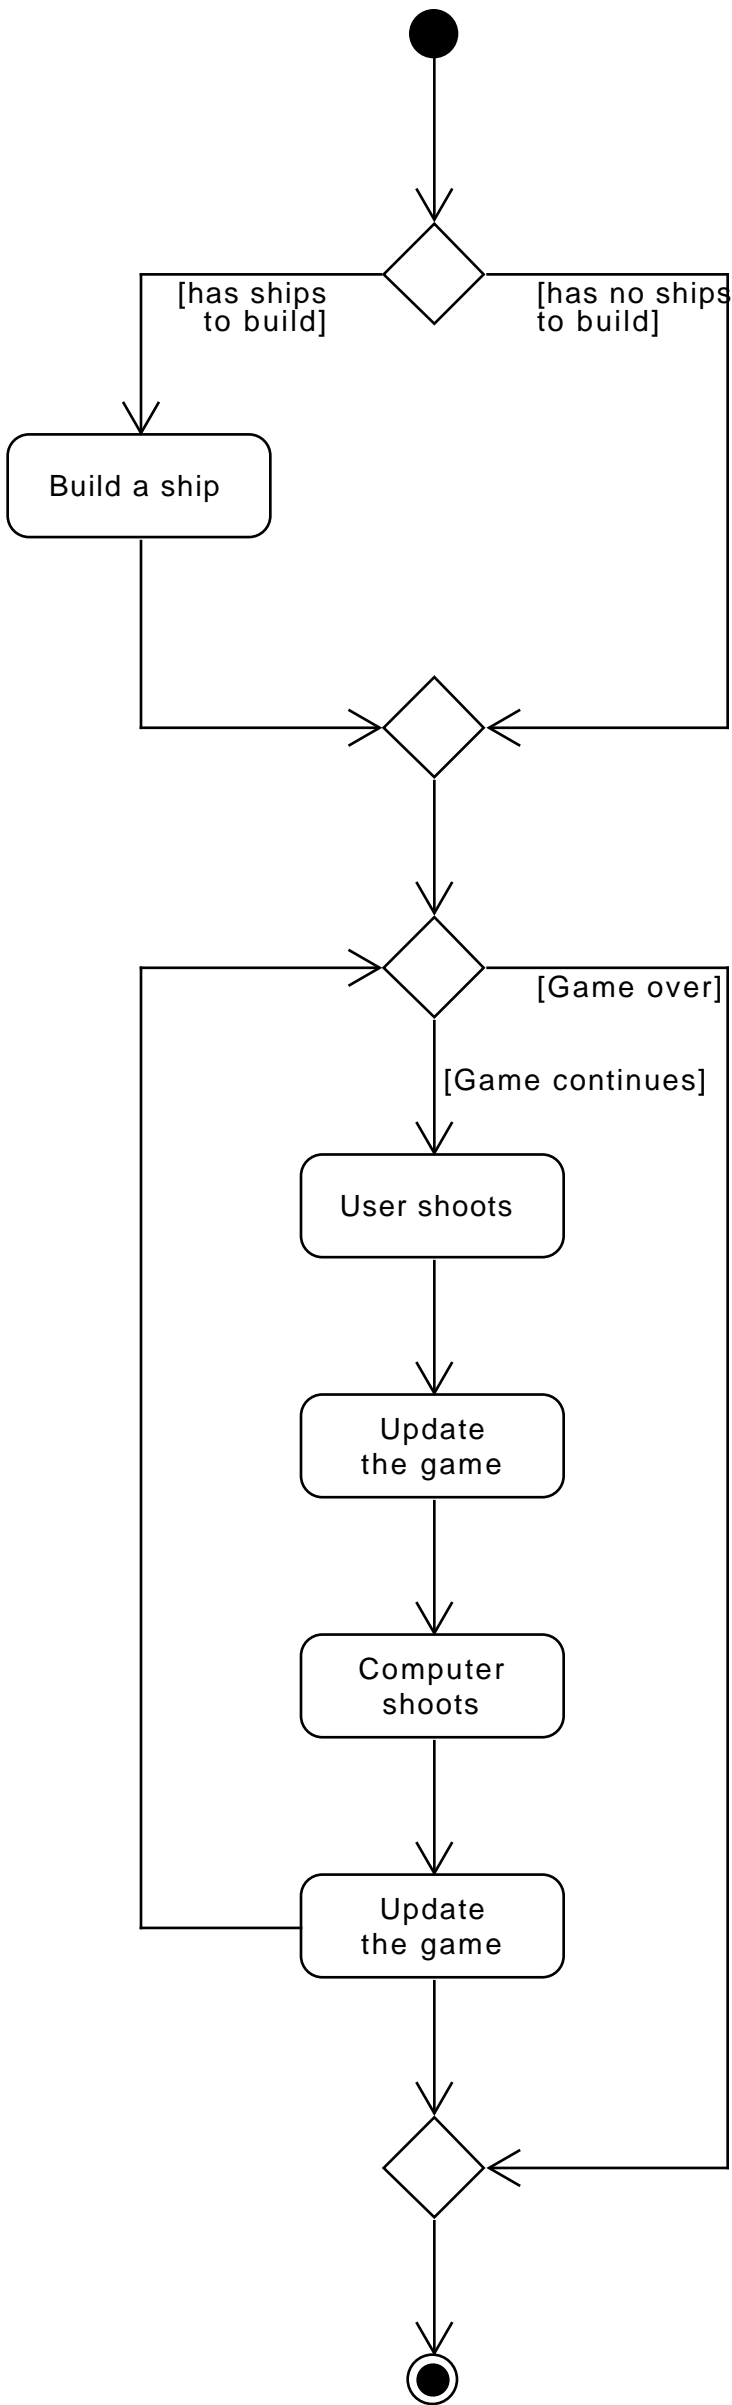 [has ships
to build]
[has no ships
to build]
Build a ship
[Game over]
[Game continues]
User shoots
Update
the game
Computer
shoots
Update
the game